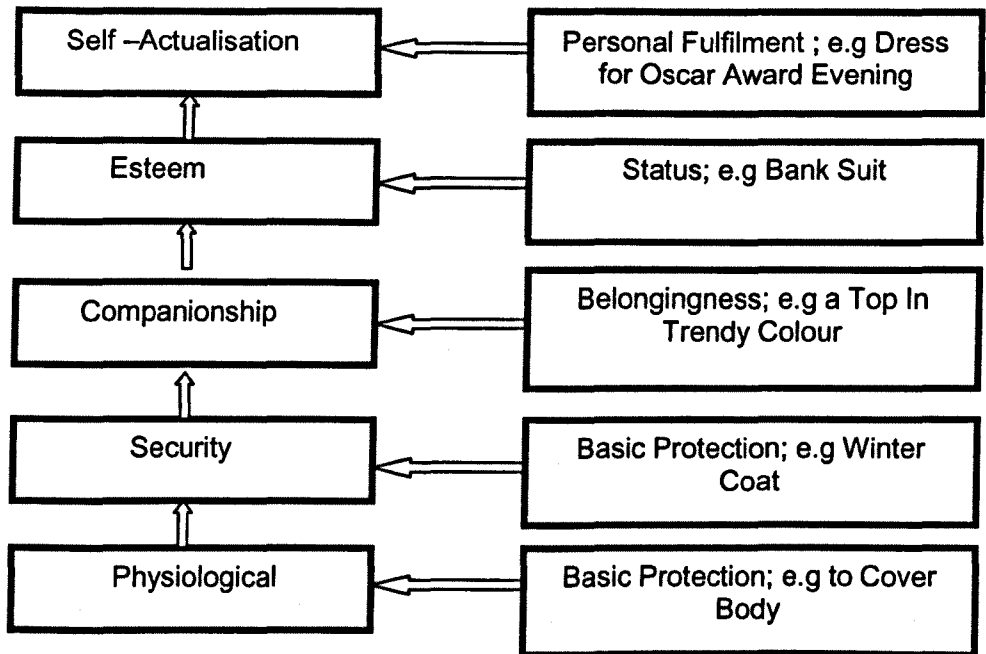 Self –Actualisation
Personal Fulfilment ; e.g Dress
for Oscar Award Evening
Esteem
Status; e.g Bank Suit
Companionship
Belongingness; e.g a Top In
Trendy Colour
Security
Basic Protection; e.g Winter
Coat
Physiological
Basic Protection; e.g to Cover
Body